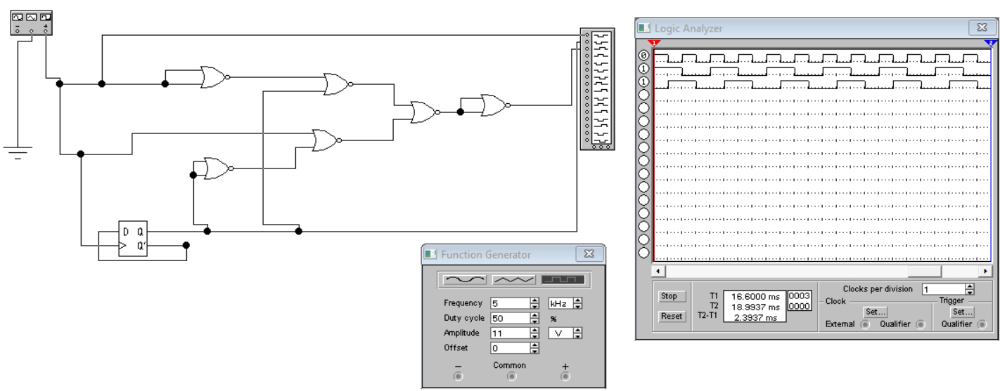 − +
D Q
Q'
Function Generator
Frequency 5 kHz
Duty cycle 50 %
Amplitude 11 V
Offset 0
− Common +
Logic Analyzer
1 2
0
1
1
Stop
Reset
T1 16.6000 ms 0003
T2 18.9937 ms 0000
T2-T1 2.3937 ms
Clocks per division 1
Clock
Set...
External Qualifier
Trigger
Set...
Qualifier